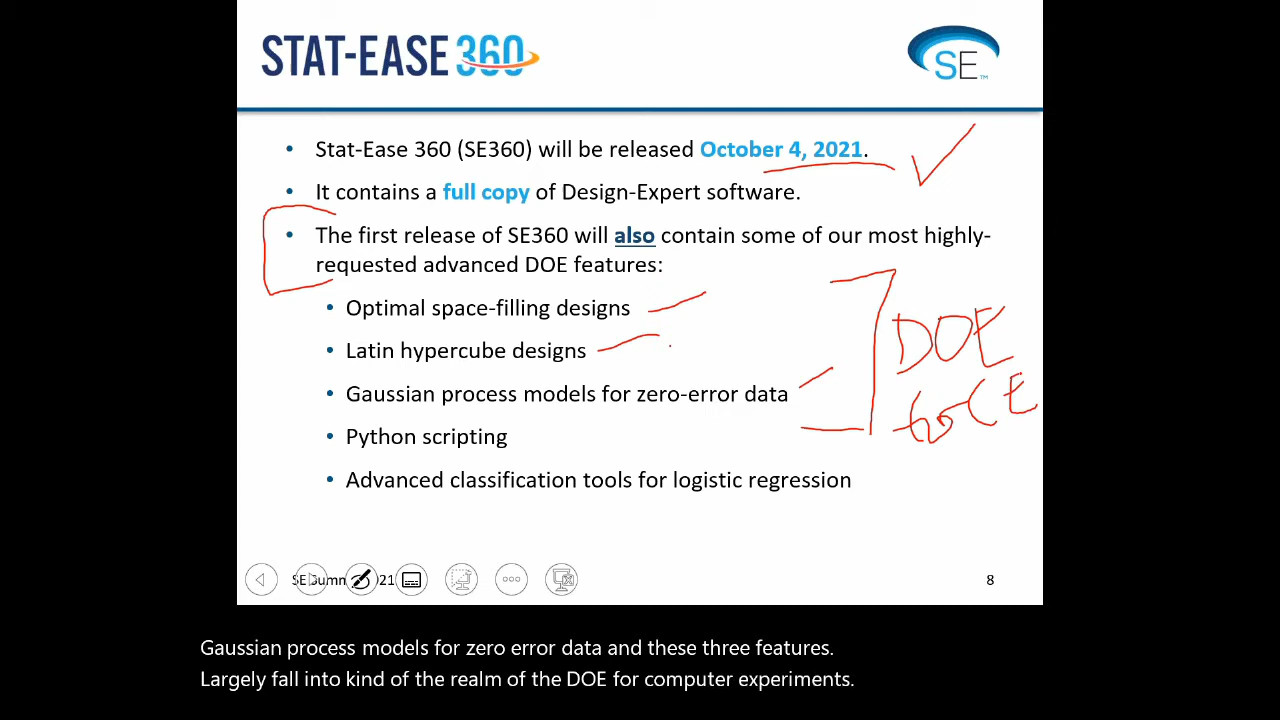 STAT-EASE 360
SE™
• Stat-Ease 360 (SE360) will be released October 4, 2021.
• It contains a full copy of Design-Expert software.
• The first release of SE360 will also contain some of our most highly-
requested advanced DOE features:
• Optimal space-filling designs
• Latin hypercube designs
• Gaussian process models for zero-error data
DOE
for CE
• Python scripting
• Advanced classification tools for logistic regression
SE Summ 2021
8
Gaussian process models for zero error data and these three features.
Largely fall into kind of the realm of the DOE for computer experiments.